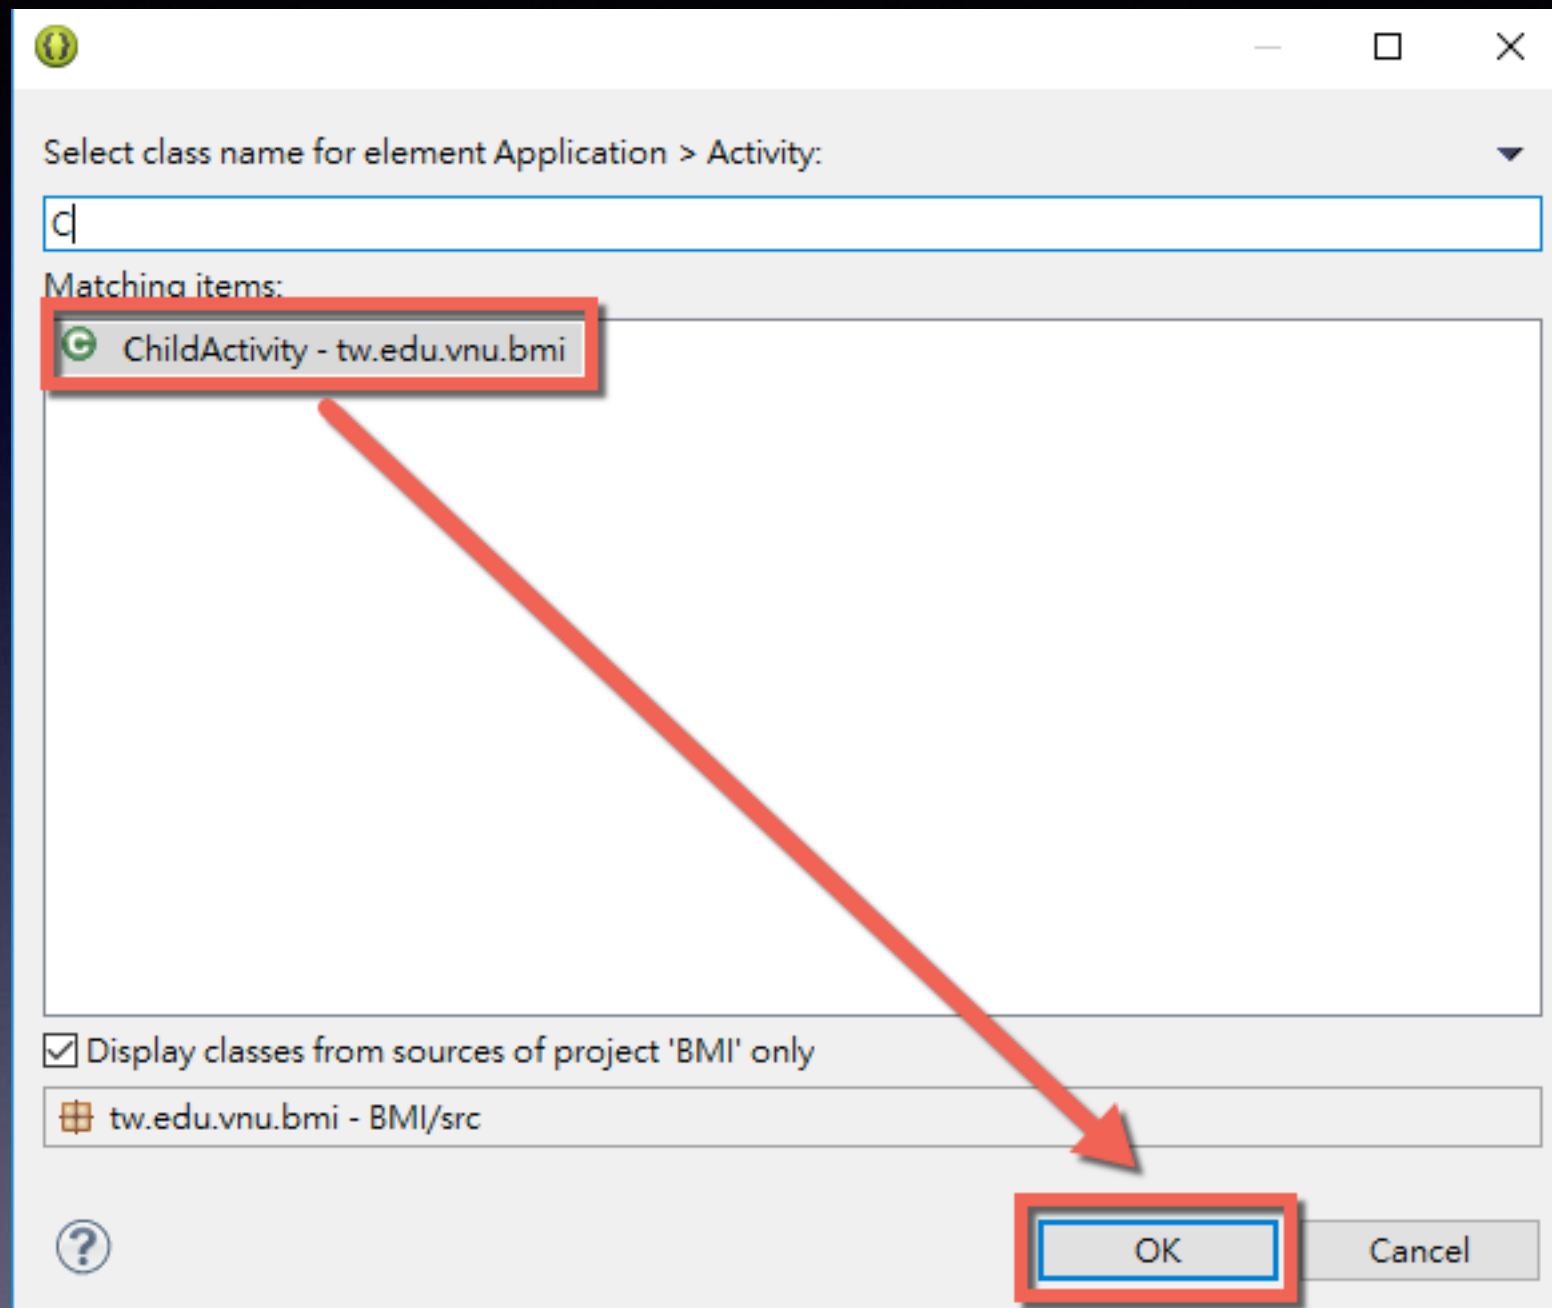 Select class name for element Application > Activity:
C
Matching items:
ChildActivity - tw.edu.vnu.bmi
Display classes from sources of project 'BMI' only
tw.edu.vnu.bmi - BMI/src
OK
Cancel